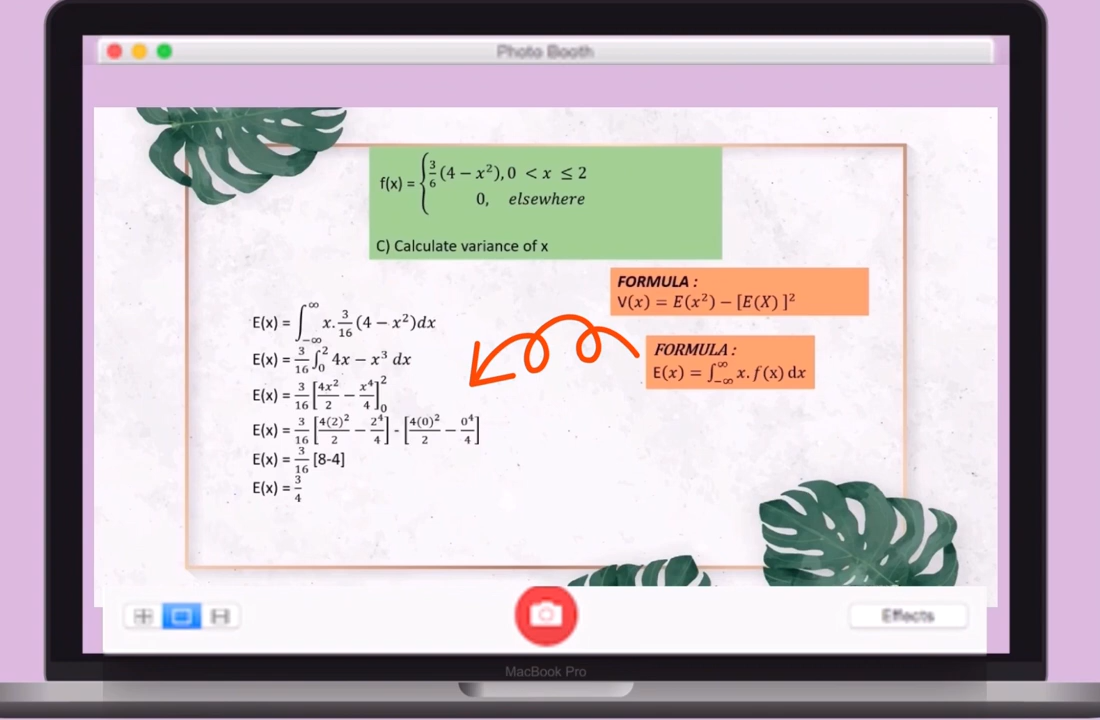 Photo Booth
f(x) = { 3/6 (4 − x²), 0 < x ≤ 2
0, elsewhere
C) Calculate variance of x
FORMULA :
V(x) = E(x²) − [E(X) ]²
E(x) = ∫_{−∞}^{∞} x. 3/16 (4 − x²)dx
FORMULA :
E(x) = ∫_{−∞}^{∞} x. f(x) dx
E(x) = 3/16 ∫_0^2 4x − x³ dx
E(x) = 3/16 [4x²/2 − x⁴/4]_0^2
E(x) = 3/16 [4(2)²/2 − 2⁴/4] - [4(0)²/2 − 0⁴/4]
E(x) = 3/16 [8-4]
E(x) = 3/4
Effects
MacBook Pro